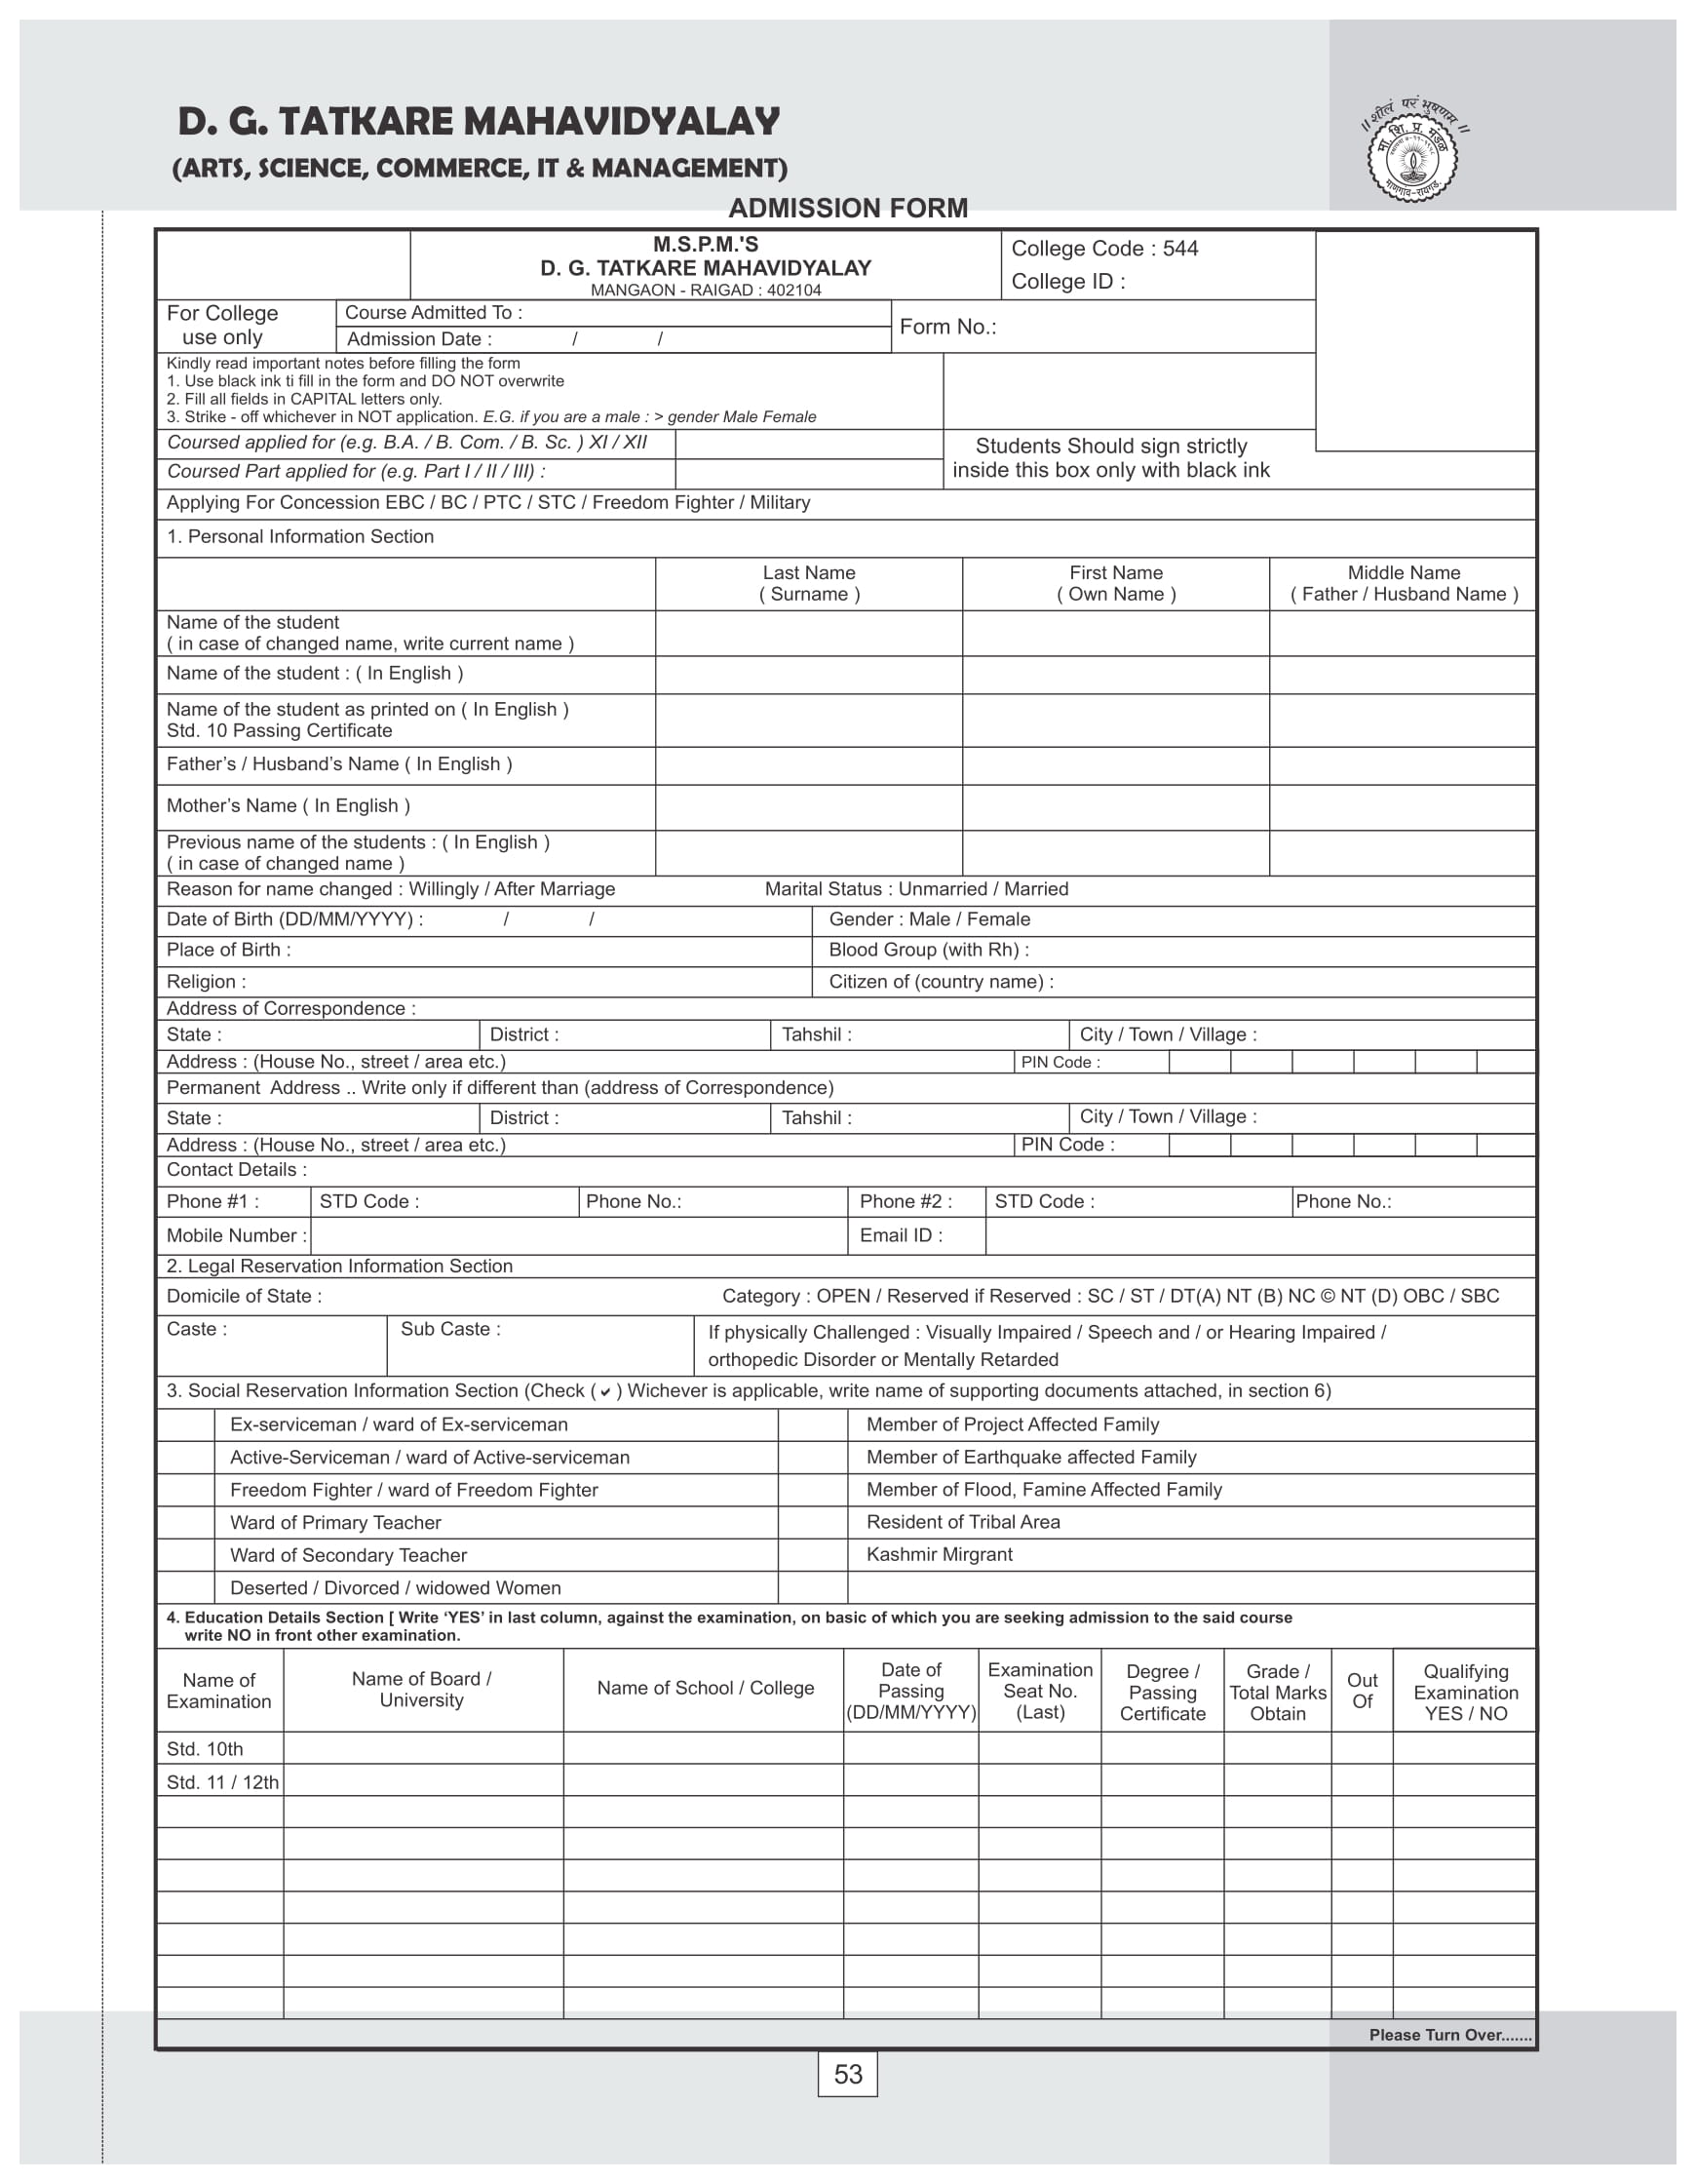 D. G. TATKARE MAHAVIDYALAY
(ARTS, SCIENCE, COMMERCE, IT & MANAGEMENT)
॥ शीलं परं भुषणम ॥
मा. शि. प्र. मंडळ
माणगांव-रायगड.
ADMISSION FORM
M.S.P.M.'S
D. G. TATKARE MAHAVIDYALAY
MANGAON - RAIGAD : 402104
College Code : 544
College ID :
For College
use only
Course Admitted To :
Admission Date : / /
Form No.:
Kindly read important notes before filling the form
1. Use black ink ti fill in the form and DO NOT overwrite
2. Fill all fields in CAPITAL letters only.
3. Strike - off whichever in NOT application. E.G. if you are a male : > gender Male Female
Coursed applied for (e.g. B.A. / B. Com. / B. Sc. ) XI / XII
Coursed Part applied for (e.g. Part I / II / III) :
Students Should sign strictly
inside this box only with black ink
Applying For Concession EBC / BC / PTC / STC / Freedom Fighter / Military
1. Personal Information Section
Last Name
( Surname )
First Name
( Own Name )
Middle Name
( Father / Husband Name )
Name of the student
( in case of changed name, write current name )
Name of the student : ( In English )
Name of the student as printed on ( In English )
Std. 10 Passing Certificate
Father’s / Husband’s Name ( In English )
Mother’s Name ( In English )
Previous name of the students : ( In English )
( in case of changed name )
Reason for name changed : Willingly / After Marriage Marital Status : Unmarried / Married
Date of Birth (DD/MM/YYYY) : / / Gender : Male / Female
Place of Birth : Blood Group (with Rh) :
Religion : Citizen of (country name) :
Address of Correspondence :
State : District : Tahshil : City / Town / Village :
Address : (House No., street / area etc.) PIN Code :
Permanent Address .. Write only if different than (address of Correspondence)
State : District : Tahshil : City / Town / Village :
Address : (House No., street / area etc.) PIN Code :
Contact Details :
Phone #1 : STD Code : Phone No.: Phone #2 : STD Code : Phone No.:
Mobile Number : Email ID :
2. Legal Reservation Information Section
Domicile of State : Category : OPEN / Reserved if Reserved : SC / ST / DT(A) NT (B) NC © NT (D) OBC / SBC
Caste : Sub Caste : If physically Challenged : Visually Impaired / Speech and / or Hearing Impaired /
orthopedic Disorder or Mentally Retarded
3. Social Reservation Information Section (Check ( ✓ ) Wichever is applicable, write name of supporting documents attached, in section 6)
Ex-serviceman / ward of Ex-serviceman Member of Project Affected Family
Active-Serviceman / ward of Active-serviceman Member of Earthquake affected Family
Freedom Fighter / ward of Freedom Fighter Member of Flood, Famine Affected Family
Ward of Primary Teacher Resident of Tribal Area
Ward of Secondary Teacher Kashmir Mirgrant
Deserted / Divorced / widowed Women
4. Education Details Section [ Write ‘YES’ in last column, against the examination, on basic of which you are seeking admission to the said course
write NO in front other examination.
Name of
Examination
Name of Board /
University
Name of School / College
Date of
Passing
(DD/MM/YYYY)
Examination
Seat No.
(Last)
Degree /
Passing
Certificate
Grade /
Total Marks
Obtain
Out
Of
Qualifying
Examination
YES / NO
Std. 10th
Std. 11 / 12th
Please Turn Over.......
53